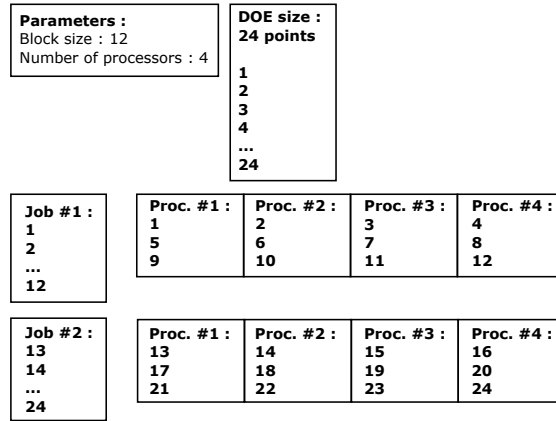 Parameters :
Block size : 12
Number of processors : 4
DOE size :
24 points
1
2
3
4
...
24
Job #1 :
1
2
...
12
Proc. #1 :
1
5
9
Proc. #2 :
2
6
10
Proc. #3 :
3
7
11
Proc. #4 :
4
8
12
Job #2 :
13
14
...
24
Proc. #1 :
13
17
21
Proc. #2 :
14
18
22
Proc. #3 :
15
19
23
Proc. #4 :
16
20
24